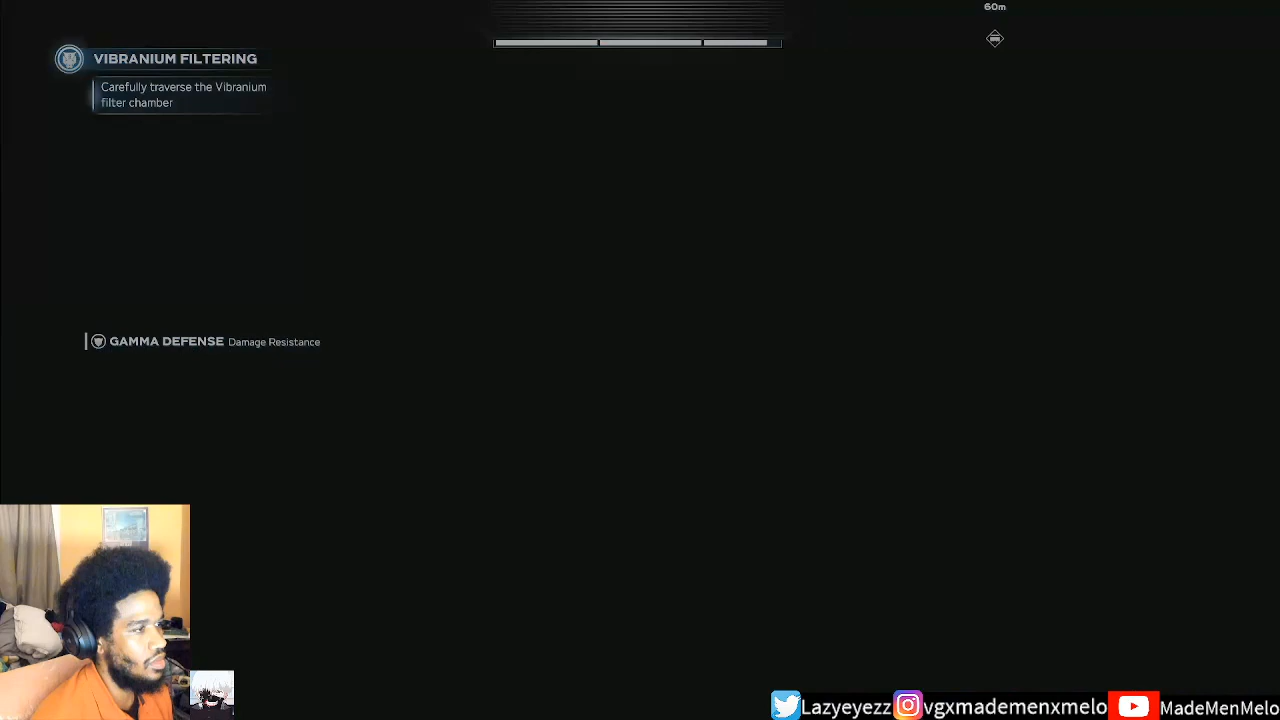 60m
VIBRANIUM FILTERING
Carefully traverse the Vibranium
filter chamber
GAMMA DEFENSE Damage Resistance
Lazyeyezz vgxmademenxmelo MadeMenMelo